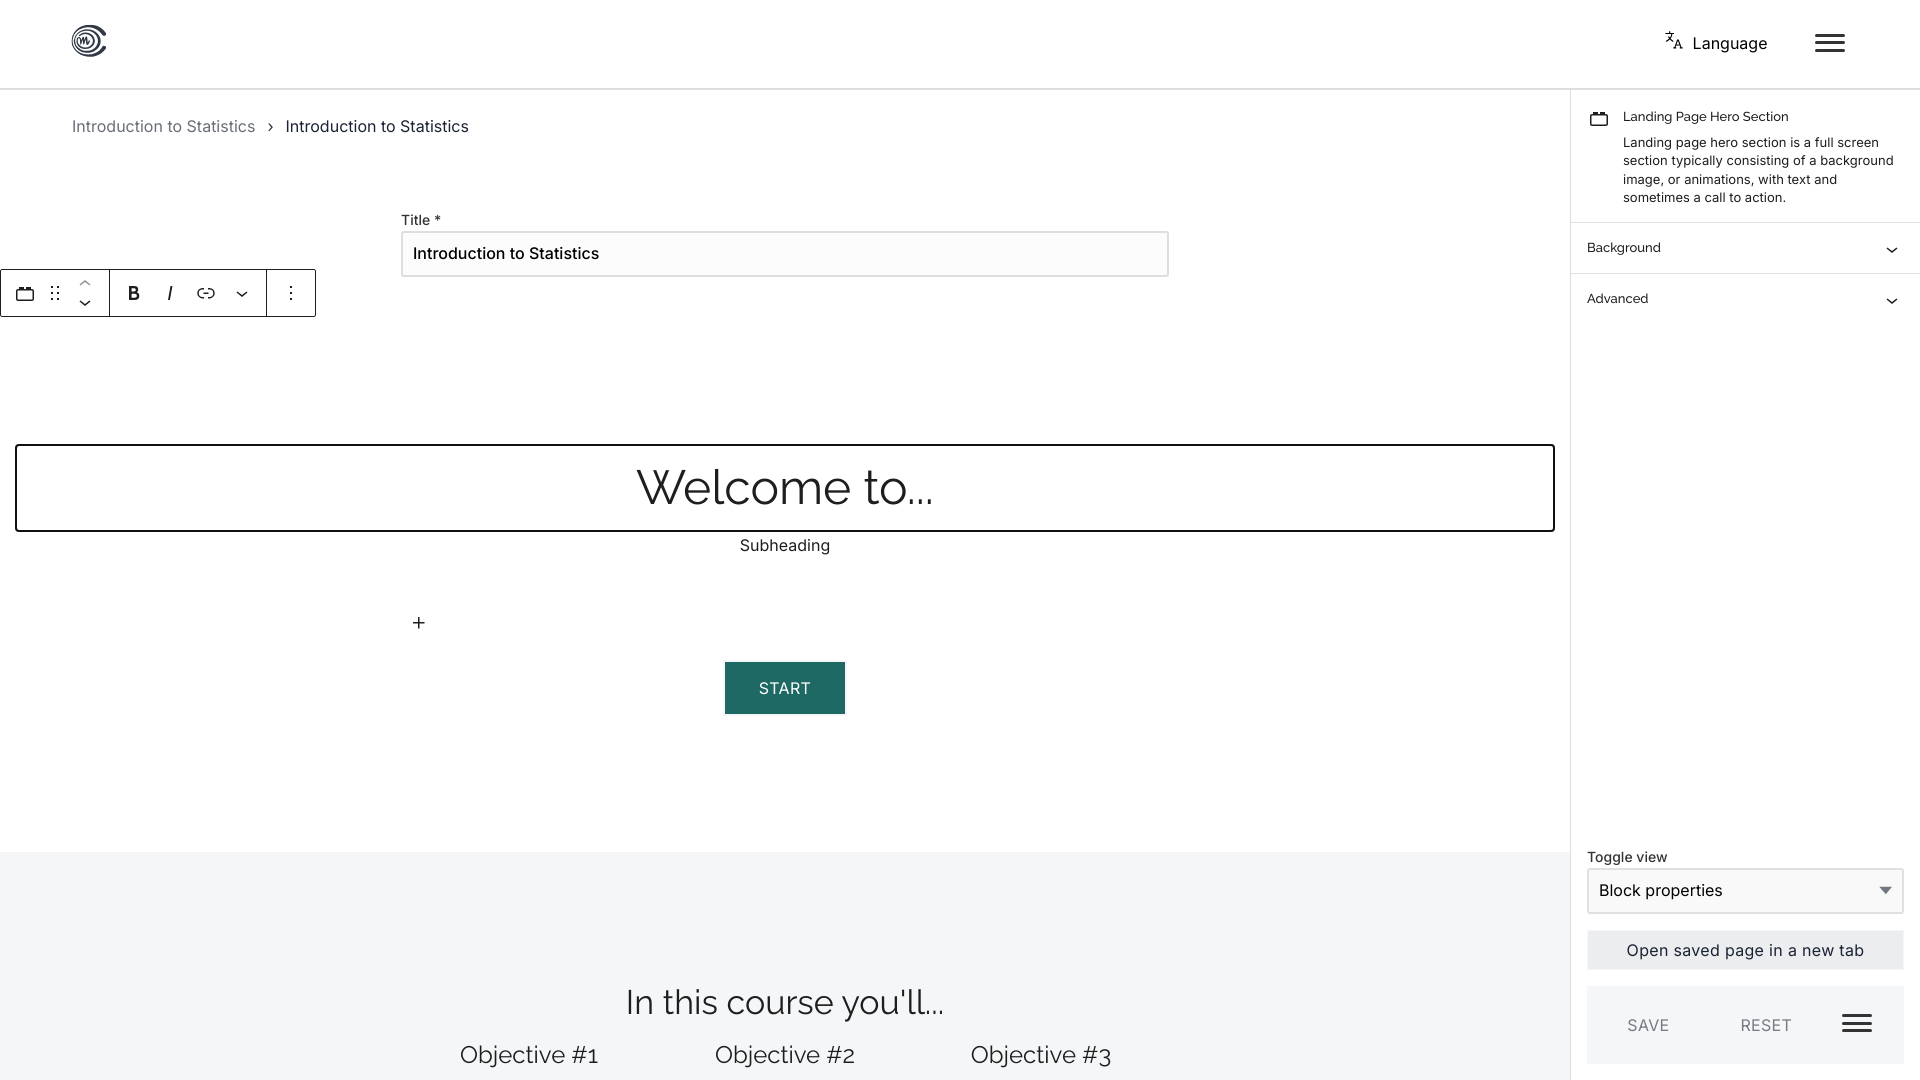 Language
Introduction to Statistics › Introduction to Statistics
Title *
Introduction to Statistics
B I
Welcome to...
Subheading
+
START
In this course you'll...
Objective #1 Objective #2 Objective #3
Landing Page Hero Section
Landing page hero section is a full screen
section typically consisting of a background
image, or animations, with text and
sometimes a call to action.
Background
Advanced
Toggle view
Block properties
Open saved page in a new tab
SAVE RESET